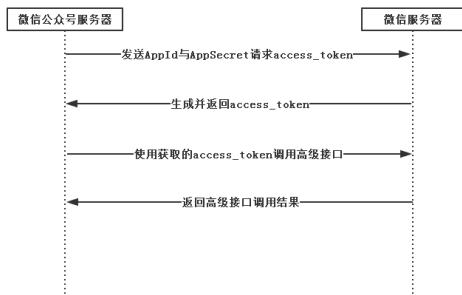 微信公众号服务器
微信服务器
发送AppId与AppSecret请求access_token
生成并返回access_token
使用获取的access_token调用高级接口
返回高级接口调用结果